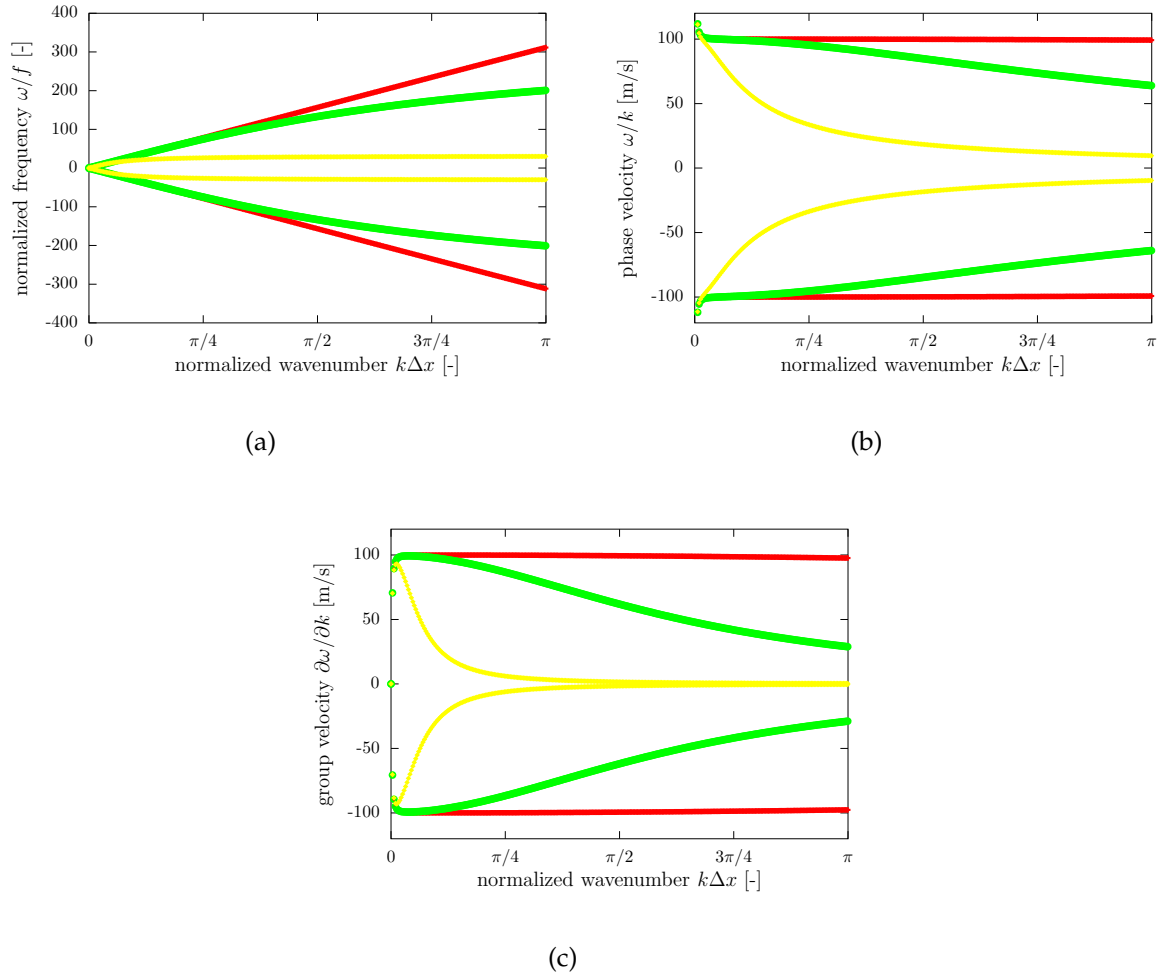 400
300
200
100
0
-100
-200
-300
-400
normalized frequency ω/f [-]
0 π/4 π/2 3π/4 π
normalized wavenumber kΔx [-]
(a)
100
50
0
-50
-100
phase velocity ω/k [m/s]
0 π/4 π/2 3π/4 π
normalized wavenumber kΔx [-]
(b)
100
50
0
-50
-100
group velocity ∂ω/∂k [m/s]
0 π/4 π/2 3π/4 π
normalized wavenumber kΔx [-]
(c)